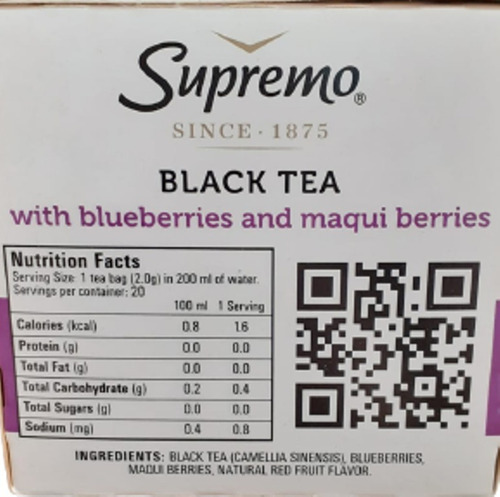 Supremo®
SINCE · 1875
BLACK TEA
with blueberries and maqui berries
Nutrition Facts
Serving Size: 1 tea bag (2.0g) in 200 ml of water.
Servings per container: 20
100 ml 1 Serving
Calories (kcal) 0.8 1.6
Protein (g) 0.0 0.0
Total Fat (g) 0.0 0.0
Total Carbohydrate (g) 0.2 0.4
Total Sugars (g) 0.0 0.0
Sodium (mg) 0.4 0.8
INGREDIENTS: BLACK TEA (CAMELLIA SINENSIS), BLUEBERRIES,
MAQUI BERRIES, NATURAL RED FRUIT FLAVOR.